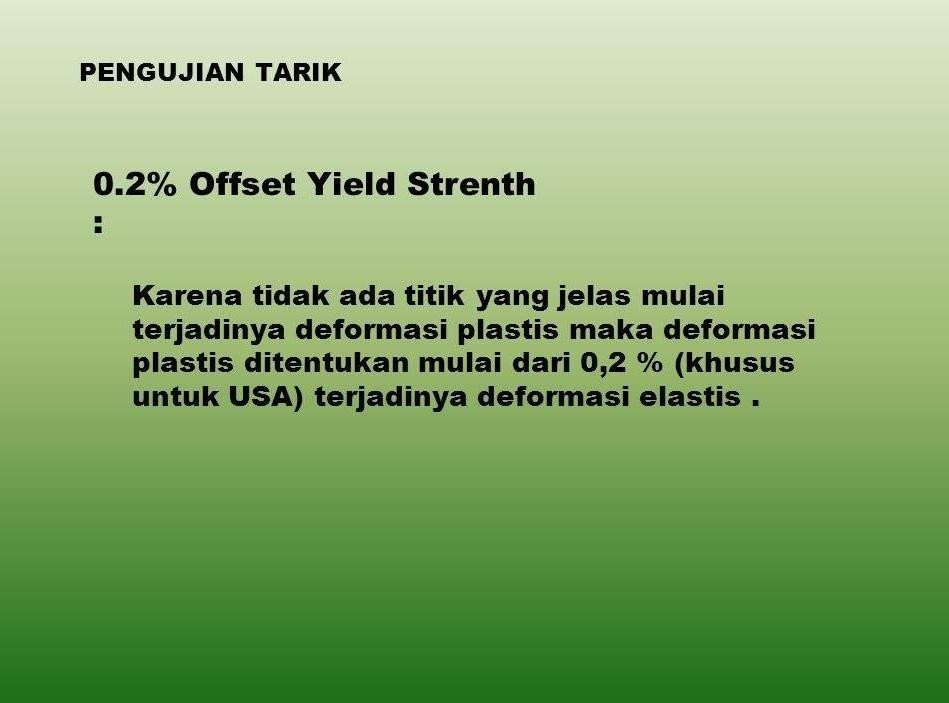 PENGUJIAN TARIK
0.2% Offset Yield Strenth
:
Karena tidak ada titik yang jelas mulai
terjadinya deformasi plastis maka deformasi
plastis ditentukan mulai dari 0,2 % (khusus
untuk USA) terjadinya deformasi elastis .